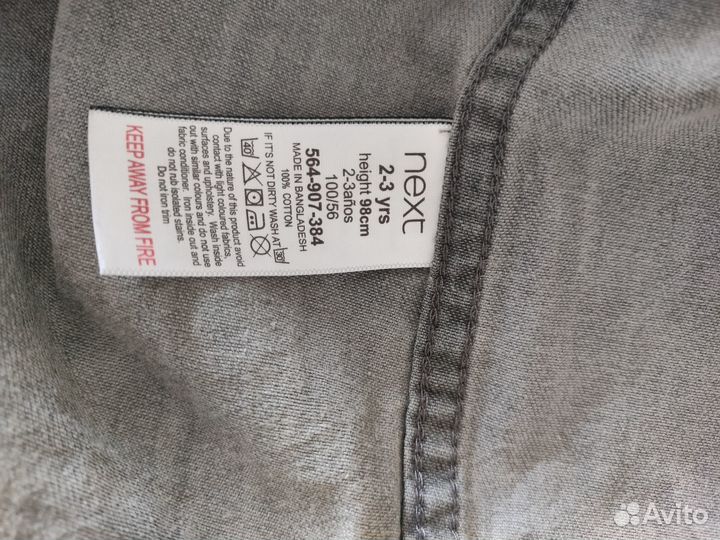 next
2-3 yrs
height 98cm
2-3años
100/56
564-907-384
MADE IN BANGLADESH
100% COTTON
IF IT'S NOT DIRTY WASH AT 30
40
Due to the nature of this product avoid
contact with light coloured fabrics,
surfaces and upholstery. Wash inside
out with similar colours and do not use
fabric conditioner. Iron inside out and
do not rub isolated stains.
Do not iron trim
KEEP AWAY FROM FIRE
Avito